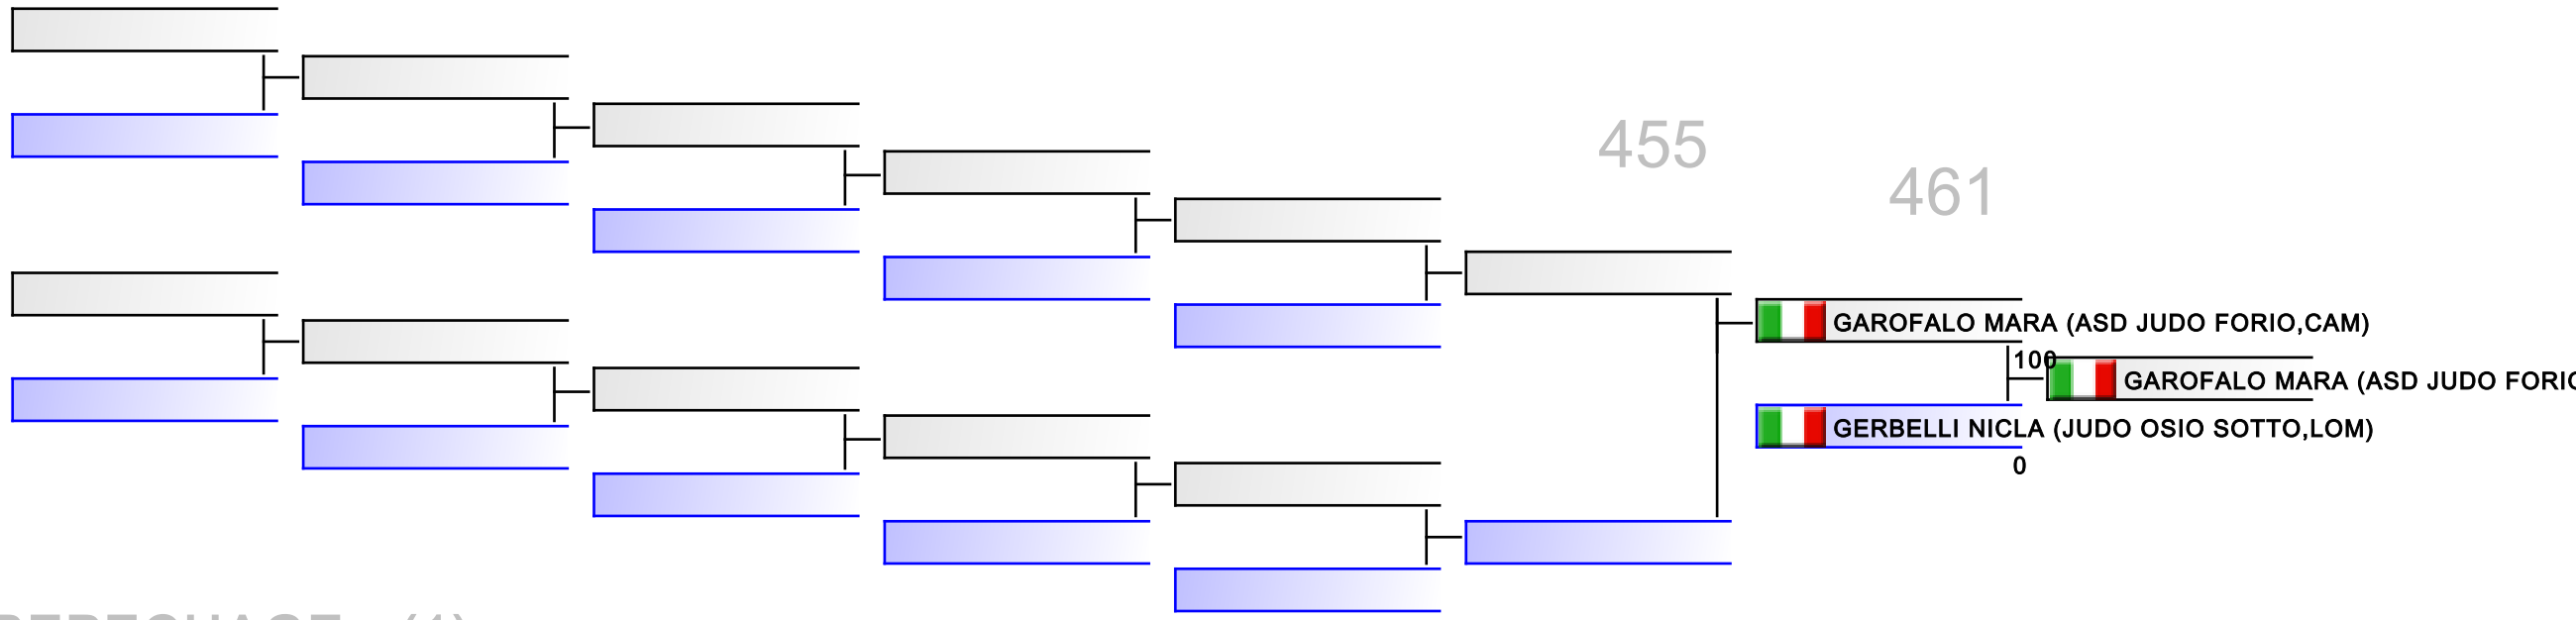 455
461
GAROFALO MARA (ASD JUDO FORIO,CAM)
100
GAROFALO MARA (ASD JUDO FORIO
GERBELLI NICLA (JUDO OSIO SOTTO,LOM)
0